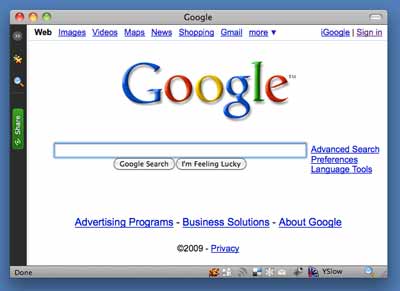 Google
Web Images Videos Maps News Shopping Gmail more ▼ iGoogle | Sign in
Share
Google™
Advanced Search
Preferences
Language Tools
Google Search I'm Feeling Lucky
Advertising Programs - Business Solutions - About Google
©2009 - Privacy
Done YSlow